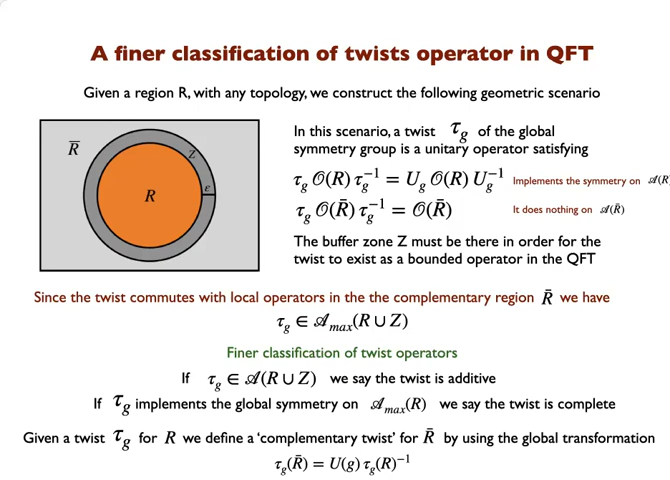 A finer classification of twists operator in QFT
Given a region R, with any topology, we construct the following geometric scenario
R̅
Z
ε
R
In this scenario, a twist τ_g of the global
symmetry group is a unitary operator satisfying
τ_g 𝒪(R) τ_g⁻¹ = U_g 𝒪(R) U_g⁻¹ Implements the symmetry on 𝒜(R
τ_g 𝒪(R̅) τ_g⁻¹ = 𝒪(R̅) It does nothing on 𝒜(R̅)
The buffer zone Z must be there in order for the
twist to exist as a bounded operator in the QFT
Since the twist commutes with local operators in the the complementary region R̅ we have
τ_g ∈ 𝒜_max(R ∪ Z)
Finer classification of twist operators
If τ_g ∈ 𝒜(R ∪ Z) we say the twist is additive
If τ_g implements the global symmetry on 𝒜_max(R) we say the twist is complete
Given a twist τ_g for R we define a ‘complementary twist’ for R̅ by using the global transformation
τ_g(R̅) = U(g) τ_g(R)⁻¹